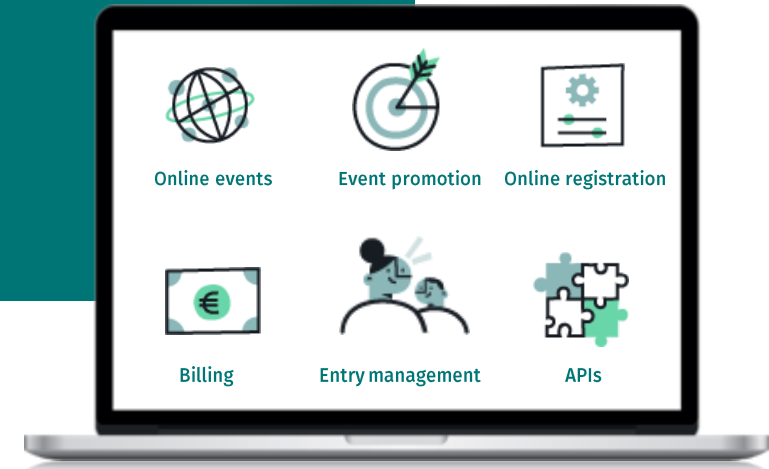 Online events
Event promotion
Online registration
€
Billing
Entry management
APIs